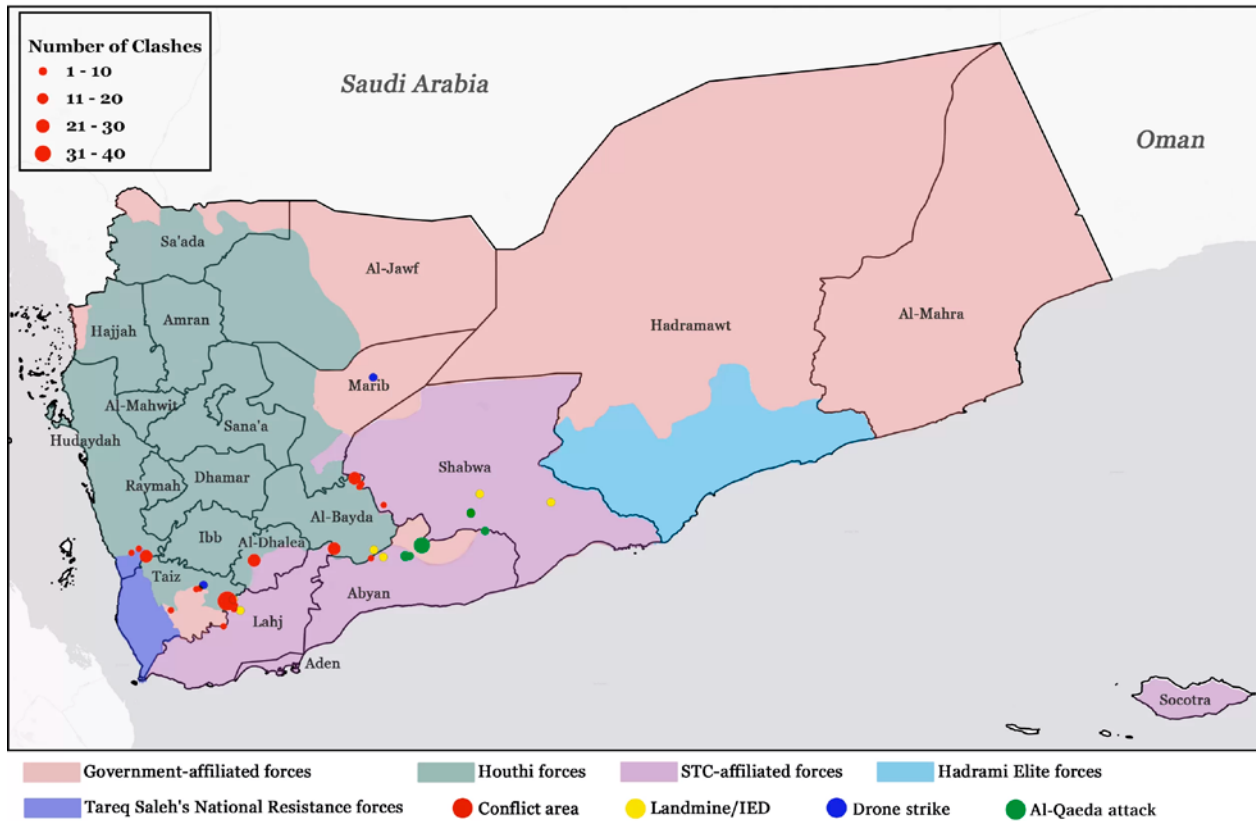 Number of Clashes
1 - 10
11 - 20
21 - 30
31 - 40
Saudi Arabia
Oman
Sa'ada
Al-Jawf
Hajjah
Amran
Hadramawt
Al-Mahra
Marib
Al-Mahwit
Sana'a
Hudaydah
Shabwa
Raymah
Dhamar
Al-Bayda
Ibb
Al-Dhalea
Taiz
Abyan
Lahj
Aden
Socotra
Government-affiliated forces
Houthi forces
STC-affiliated forces
Hadrami Elite forces
Tareq Saleh's National Resistance forces
Conflict area
Landmine/IED
Drone strike
Al-Qaeda attack